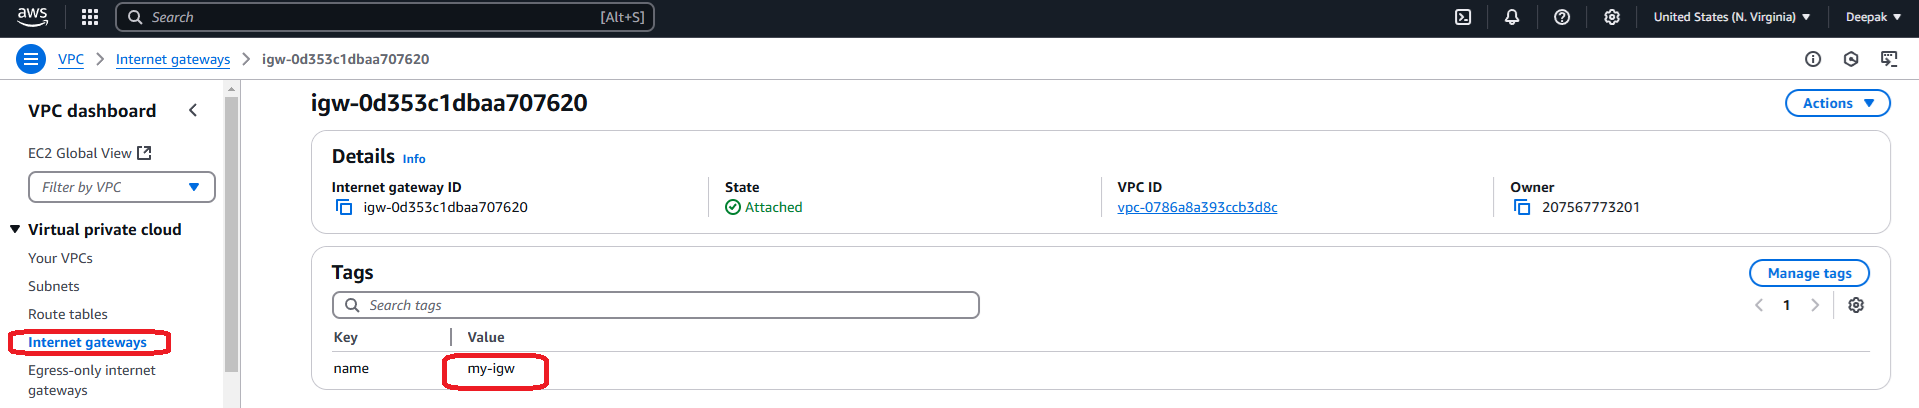 aws
Search [Alt+S]
United States (N. Virginia)
Deepak
VPC
Internet gateways
igw-0d353c1dbaa707620
VPC dashboard
EC2 Global View
Filter by VPC
Virtual private cloud
Your VPCs
Subnets
Route tables
Internet gateways
Egress-only internet
gateways
igw-0d353c1dbaa707620
Actions
Details Info
Internet gateway ID
igw-0d353c1dbaa707620
State
Attached
VPC ID
vpc-0786a8a393ccb3d8c
Owner
207567773201
Tags
Manage tags
Search tags
1
Key Value
name my-igw